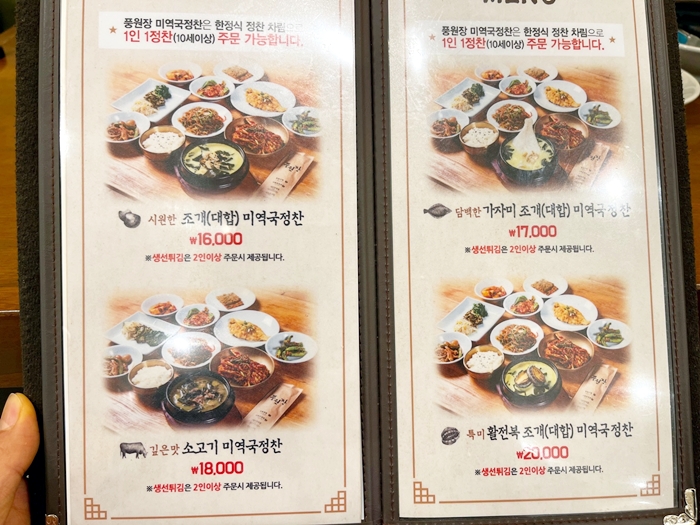 풍원장 미역국정찬은 한정식 정찬 차림으로
★ 1인 1정찬(10세이상) 주문 가능합니다.
시원한 조개(대합) 미역국정찬
₩16,000
※ 생선튀김은 2인이상 주문시 제공됩니다.
깊은맛 소고기 미역국정찬
₩18,000
※ 생선튀김은 2인이상 주문시 제공됩니다.
MENU
풍원장 미역국정찬은 한정식 정찬 차림으로
★ 1인 1정찬(10세이상) 주문 가능합니다. ★
담백한 가자미 조개(대합) 미역국정찬
₩17,000
※ 생선튀김은 2인이상 주문시 제공됩니다.
특미 활전복 조개(대합) 미역국정찬
₩20,000
※ 생선튀김은 2인이상 주문시 제공됩니다.